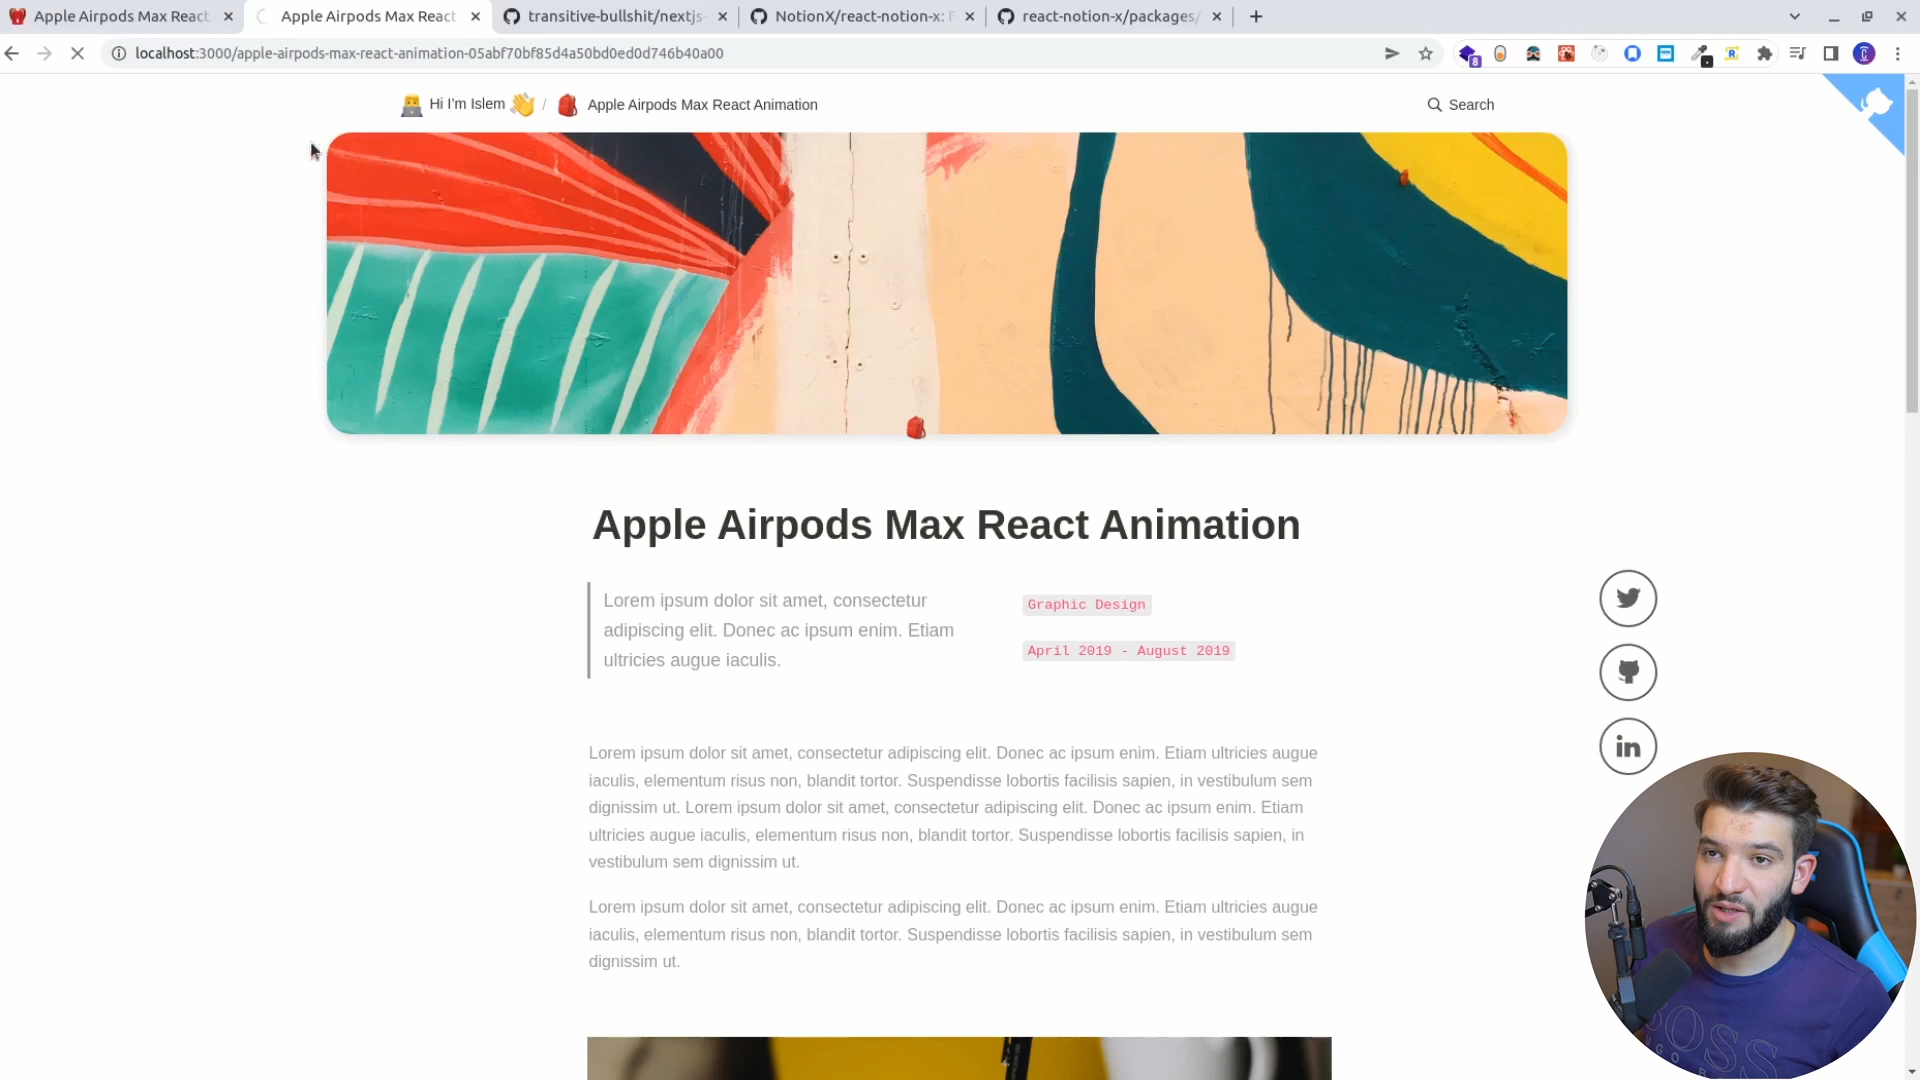 Apple Airpods Max React
Apple Airpods Max React
transitive-bullshit/nextjs-
NotionX/react-notion-x: F
react-notion-x/packages/
localhost:3000/apple-airpods-max-react-animation-05abf70bf85d4a50bd0ed0d746b40a00
8
R
C
Hi I'm Islem
/
Apple Airpods Max React Animation
Search
Apple Airpods Max React Animation
Lorem ipsum dolor sit amet, consectetur
adipiscing elit. Donec ac ipsum enim. Etiam
ultricies augue iaculis.
Graphic Design
April 2019 - August 2019
Lorem ipsum dolor sit amet, consectetur adipiscing elit. Donec ac ipsum enim. Etiam ultricies augue
iaculis, elementum risus non, blandit tortor. Suspendisse lobortis facilisis sapien, in vestibulum sem
dignissim ut. Lorem ipsum dolor sit amet, consectetur adipiscing elit. Donec ac ipsum enim. Etiam
ultricies augue iaculis, elementum risus non, blandit tortor. Suspendisse lobortis facilisis sapien, in
vestibulum sem dignissim ut.
Lorem ipsum dolor sit amet, consectetur adipiscing elit. Donec ac ipsum enim. Etiam ultricies augue
iaculis, elementum risus non, blandit tortor. Suspendisse lobortis facilisis sapien, in vestibulum sem
dignissim ut.
in
BOSS